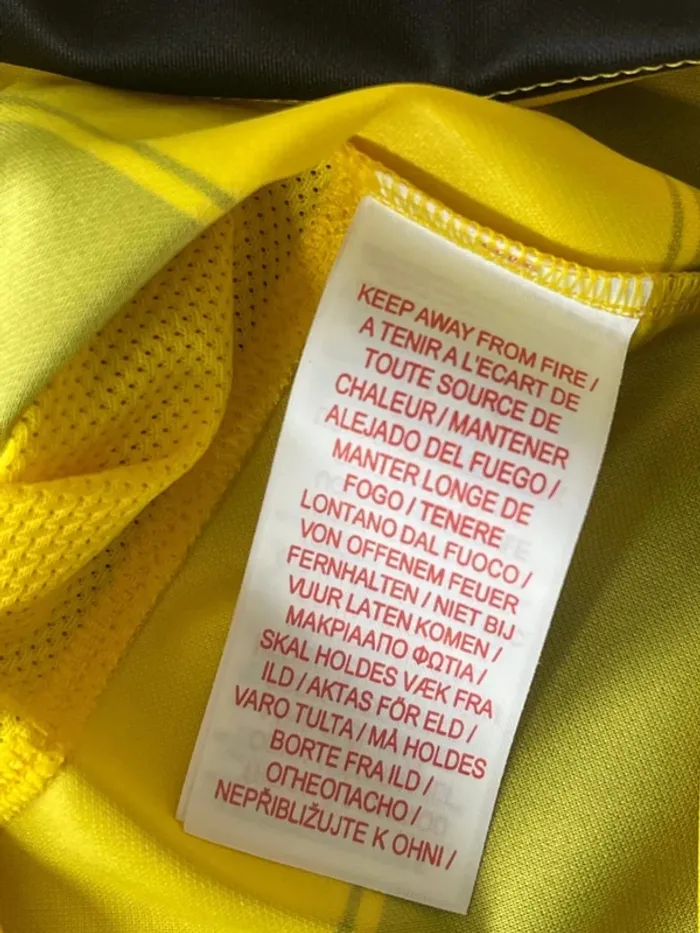 KEEP AWAY FROM FIRE /
A TENIR A L'ECART DE
TOUTE SOURCE DE
CHALEUR / MANTENER
ALEJADO DEL FUEGO /
MANTER LONGE DE
FOGO / TENERE
LONTANO DAL FUOCO /
VON OFFENEM FEUER
FERNHALTEN / NIET BIJ
VUUR LATEN KOMEN /
ΜΑΚΡΙΑΑΠΟ ΦΩΤΙΑ /
SKAL HOLDES VÆK FRA
ILD / AKTAS FÖR ELD /
VARO TULTA / MÅ HOLDES
BORTE FRA ILD /
ОГНЕОПАСНО /
NEPŘIBLIŽUJTE K OHNI /